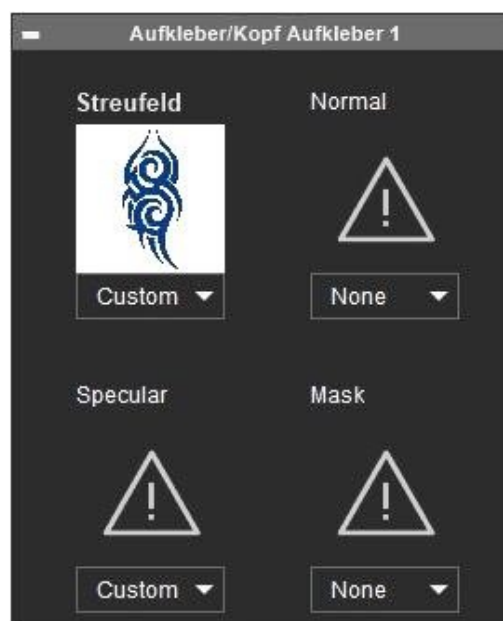 Aufkleber/Kopf Aufkleber 1
Streufeld Normal
Custom None
Specular Mask
Custom None